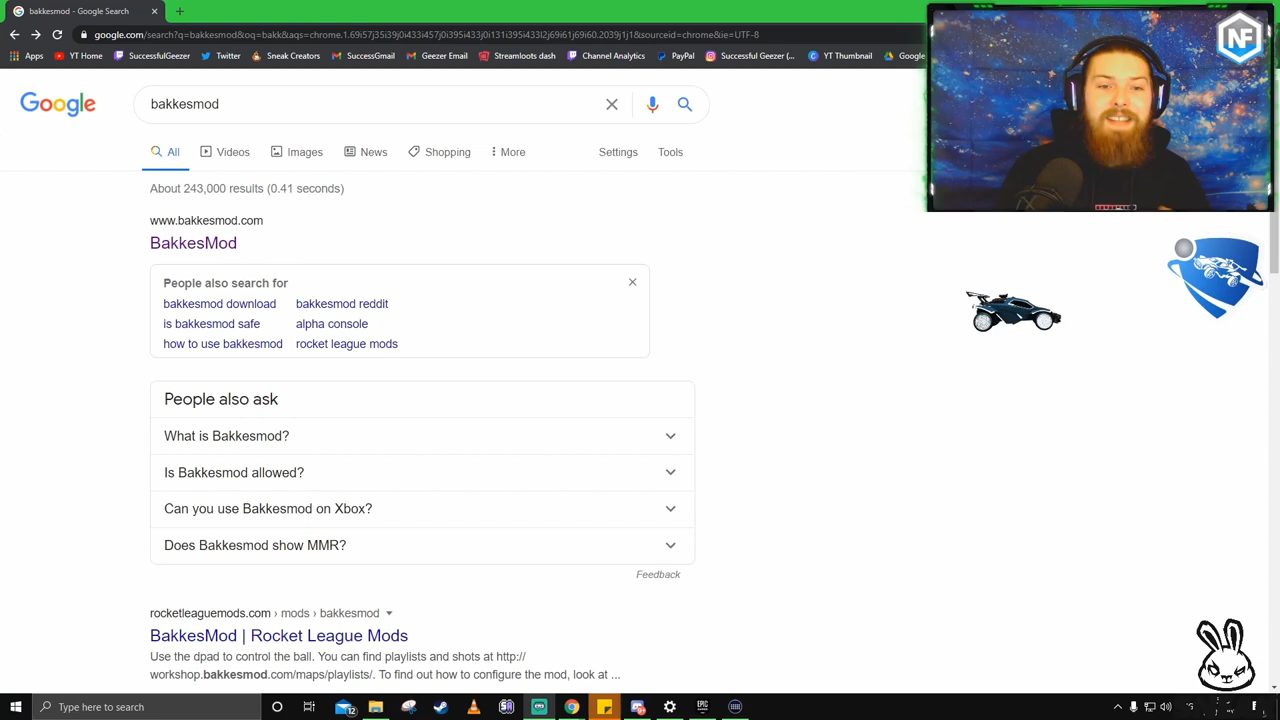 bakkesmod - Google Search
google.com/search?q=bakkesmod&oq=bakk&aqs=chrome.1.69i57j35i39j0i433i457j0i395i433j0i131i395i433l2j69i61j69i60.2039j1j1&sourceid=chrome&ie=UTF-8
Apps YT Home SuccessfulGeezer Twitter Sneak Creators SuccessGmail Geezer Email Streamloots dash Channel Analytics PayPal Successful Geezer (... YT Thumbnail Google
NF
Google
bakkesmod
All Videos Images News Shopping More Settings Tools
About 243,000 results (0.41 seconds)
www.bakkesmod.com
BakkesMod
People also search for
bakkesmod download bakkesmod reddit
is bakkesmod safe alpha console
how to use bakkesmod rocket league mods
People also ask
What is Bakkesmod?
Is Bakkesmod allowed?
Can you use Bakkesmod on Xbox?
Does Bakkesmod show MMR?
Feedback
rocketleaguemods.com › mods › bakkesmod
BakkesMod | Rocket League Mods
Use the dpad to control the ball. You can find playlists and shots at http://
workshop.bakkesmod.com/maps/playlists/. To find out how to configure the mod, look at ...
Type here to search
12
EPIC